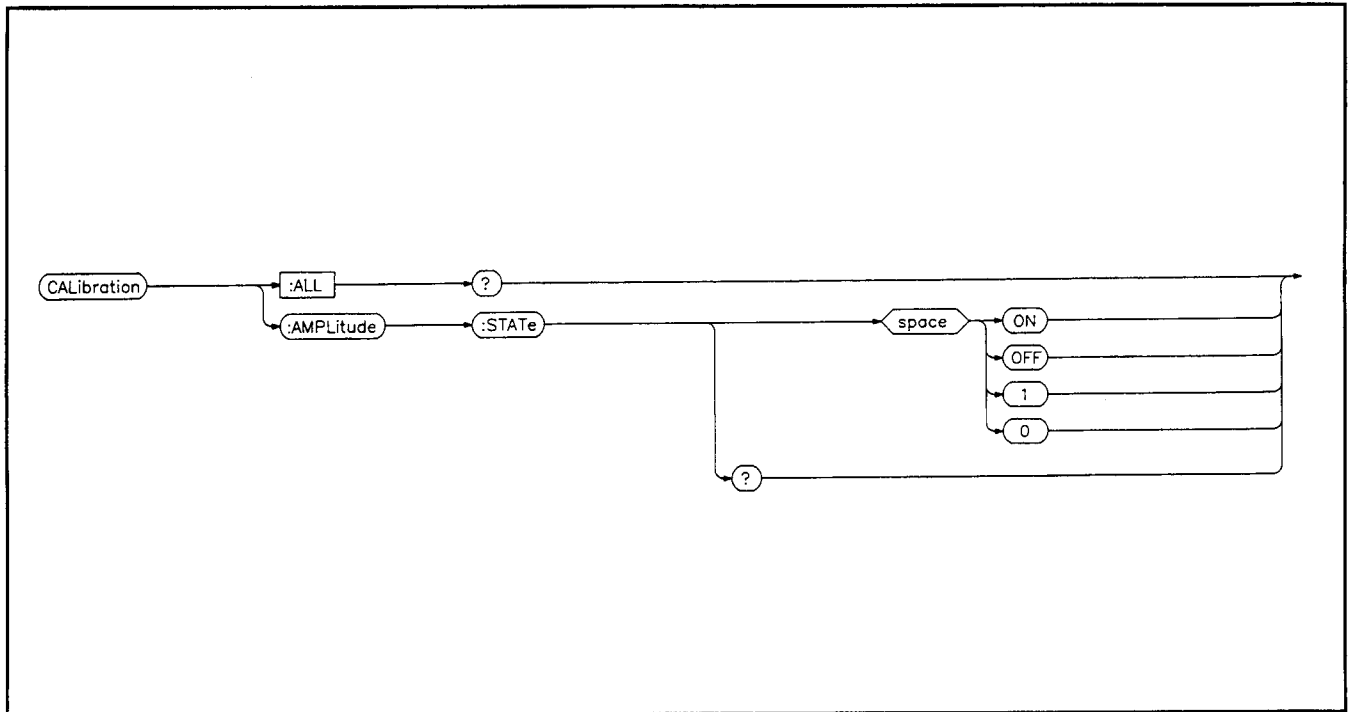 CALibration :ALL ?
:AMPLitude :STATe space ON
OFF
1
0
?